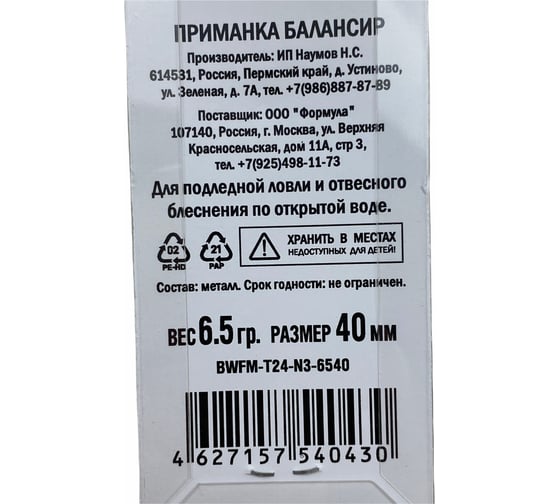 ПРИМАНКА БАЛАНСИР
Производитель: ИП Наумов Н.С.
614531, Россия, Пермский край, д. Устиново,
ул. Зеленая, д. 7А, тел. +7(986)887-87-89
Поставщик: ООО "Формула"
107140, Россия, г. Москва, ул. Верхняя
Красносельская, дом 11А, стр 3,
тел. +7(925)498-11-73
Для подледной ловли и отвесного
блеснения по открытой воде.
02
PE-HD
21
PAP
ХРАНИТЬ В МЕСТАХ
НЕДОСТУПНЫХ ДЛЯ ДЕТЕЙ!
Состав: металл. Срок годности: не ограничен.
ВЕС 6.5 гр. РАЗМЕР 40 ММ
BWFM-T24-N3-6540
4 627157 540430